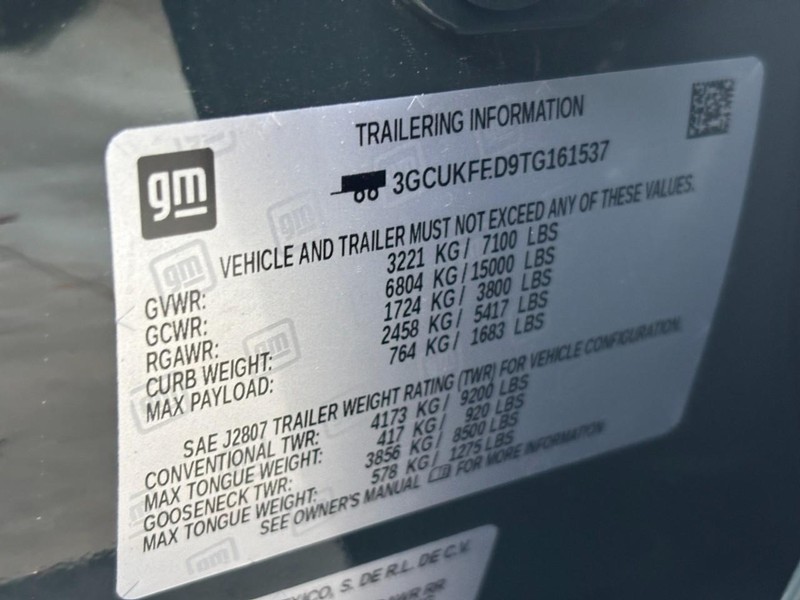 TRAILERING INFORMATION
gm
3GCUKFED9TG161537
VEHICLE AND TRAILER MUST NOT EXCEED ANY OF THESE VALUES.
GVWR: 3221 KG / 7100 LBS
GCWR: 6804 KG / 15000 LBS
RGAWR: 1724 KG / 3800 LBS
CURB WEIGHT: 2458 KG / 5417 LBS
MAX PAYLOAD: 764 KG / 1683 LBS
SAE J2807 TRAILER WEIGHT RATING (TWR) FOR VEHICLE CONFIGURATION.
CONVENTIONAL TWR: 4173 KG / 9200 LBS
MAX TONGUE WEIGHT: 417 KG / 920 LBS
GOOSENECK TWR: 3856 KG / 8500 LBS
MAX TONGUE WEIGHT: 578 KG / 1275 LBS
SEE OWNER'S MANUAL FOR MORE INFORMATION
S. DE R.L. DE C.V.